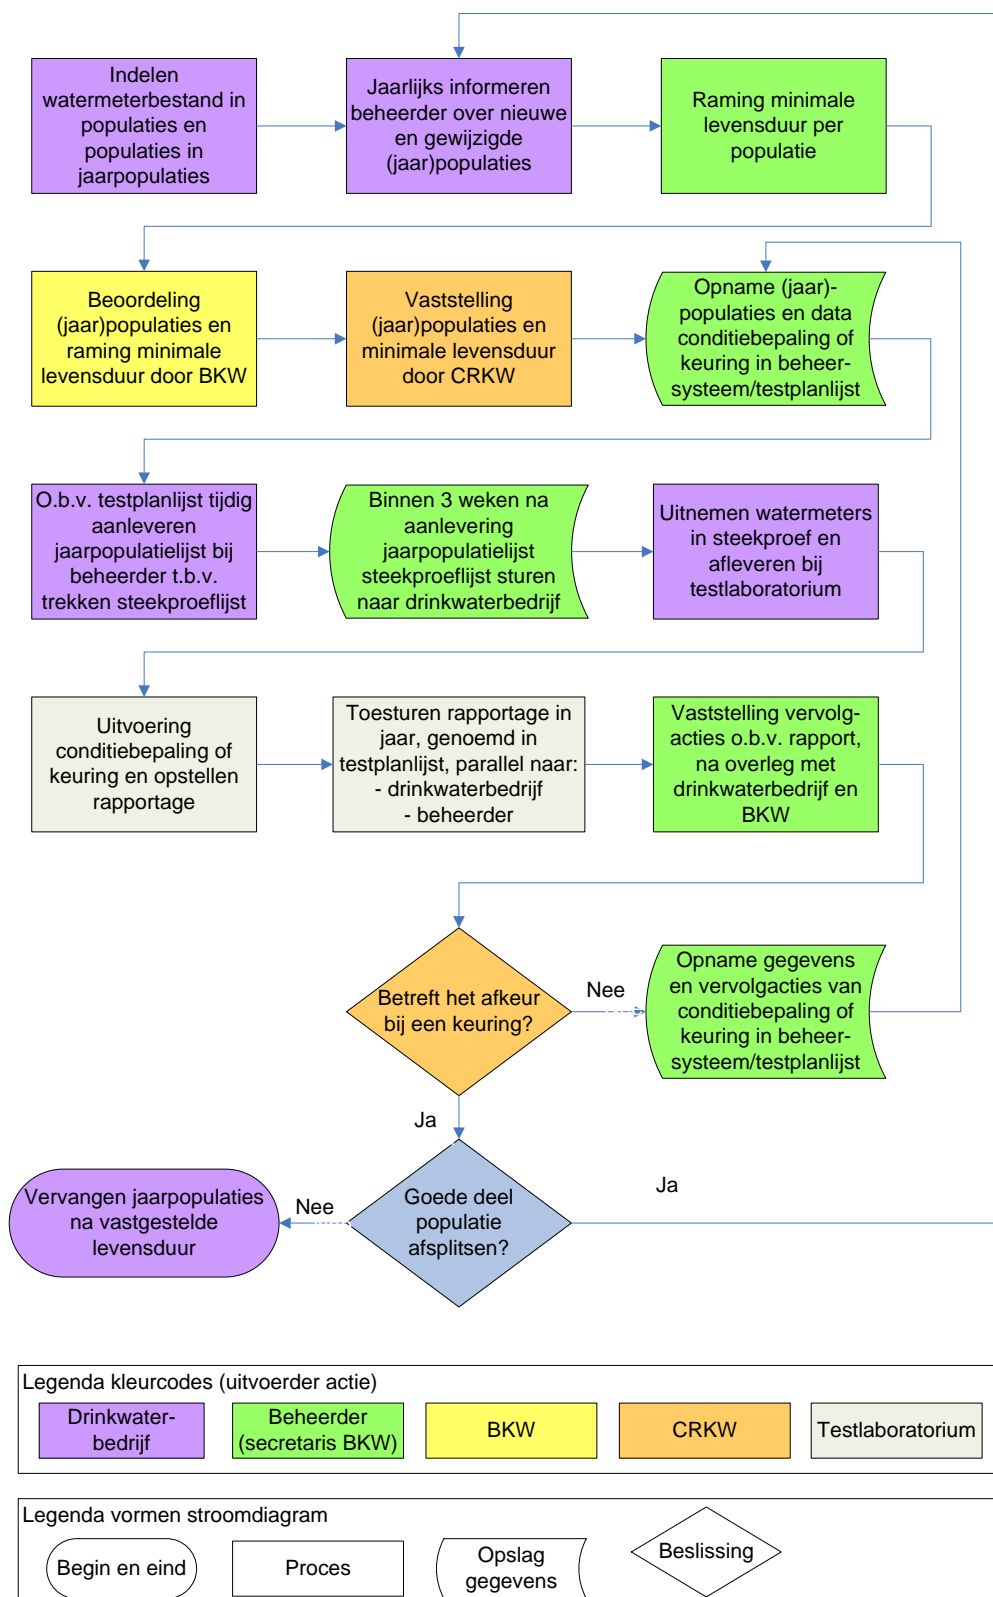 Indelen
watermeterbestand in
populaties en
populaties in
jaarpopulaties
Jaarlijks informeren
beheerder over nieuwe
en gewijzigde
(jaar)populaties
Raming minimale
levensduur per
populatie
Beoordeling
(jaar)populaties en
raming minimale
levensduur door BKW
Vaststelling
(jaar)populaties en
minimale levensduur
door CRKW
Opname (jaar)-
populaties en data
conditiebepaling of
keuring in beheer-
systeem/testplanlijst
O.b.v. testplanlijst tijdig
aanleveren
jaarpopulatielijst bij
beheerder t.b.v.
trekken steekproeflijst
Binnen 3 weken na
aanlevering
jaarpopulatielijst
steekproeflijst sturen
naar drinkwaterbedrijf
Uitnemen watermeters
in steekproef en
afleveren bij
testlaboratorium
Uitvoering
conditiebepaling of
keuring en opstellen
rapportage
Toesturen rapportage in
jaar, genoemd in
testplanlijst, parallel naar:
- drinkwaterbedrijf
- beheerder
Vaststelling vervolg-
acties o.b.v. rapport,
na overleg met
drinkwaterbedrijf en
BKW
Betreft het afkeur
bij een keuring?
Nee
Opname gegevens
en vervolgacties van
conditiebepaling of
keuring in beheer-
systeem/testplanlijst
Ja
Vervangen jaarpopulaties
na vastgestelde
levensduur
Nee
Goede deel
populatie
afsplitsen?
Ja
Legenda kleurcodes (uitvoerder actie)
Drinkwater-
bedrijf
Beheerder
(secretaris BKW)
BKW
CRKW
Testlaboratorium
Legenda vormen stroomdiagram
Begin en eind
Proces
Opslag
gegevens
Beslissing